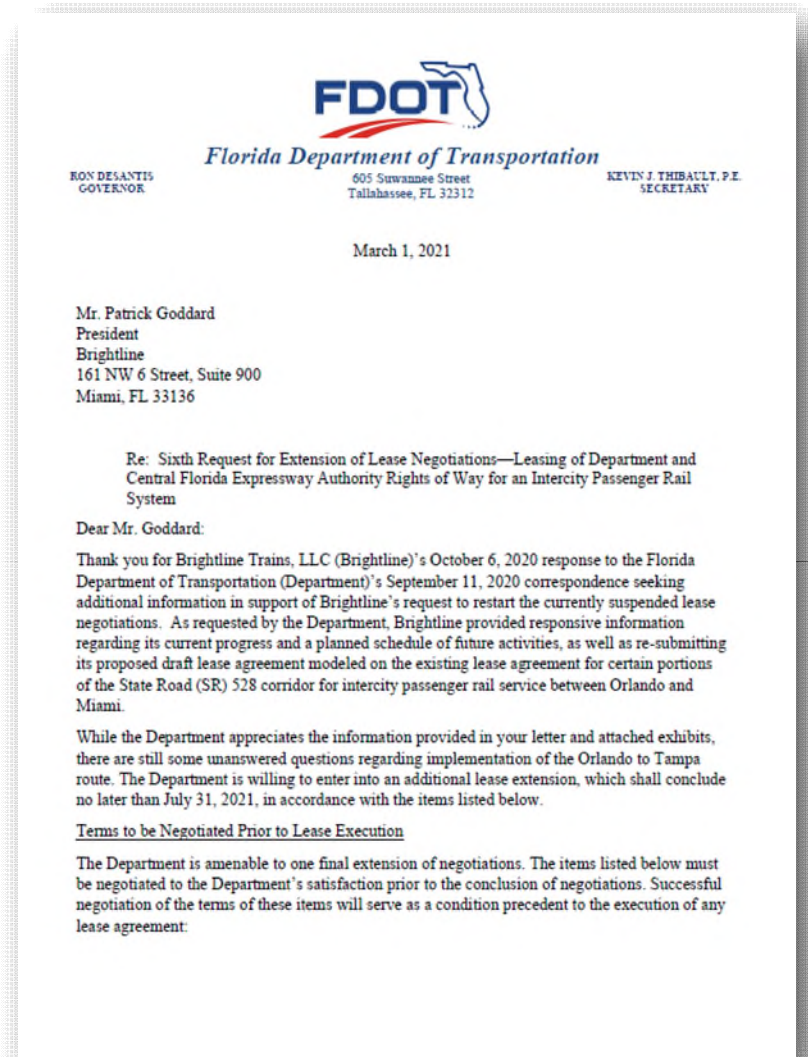 FDOT
Florida Department of Transportation
RON DESANTIS
GOVERNOR
605 Suwannee Street
Tallahassee, FL 32312
KEVIN J. THIBAULT, P.E.
SECRETARY
March 1, 2021
Mr. Patrick Goddard
President
Brightline
161 NW 6 Street, Suite 900
Miami, FL 33136
Re: Sixth Request for Extension of Lease Negotiations—Leasing of Department and
Central Florida Expressway Authority Rights of Way for an Intercity Passenger Rail
System
Dear Mr. Goddard:
Thank you for Brightline Trains, LLC (Brightline)'s October 6, 2020 response to the Florida
Department of Transportation (Department)'s September 11, 2020 correspondence seeking
additional information in support of Brightline's request to restart the currently suspended lease
negotiations. As requested by the Department, Brightline provided responsive information
regarding its current progress and a planned schedule of future activities, as well as re-submitting
its proposed draft lease agreement modeled on the existing lease agreement for certain portions
of the State Road (SR) 528 corridor for intercity passenger rail service between Orlando and
Miami.
While the Department appreciates the information provided in your letter and attached exhibits,
there are still some unanswered questions regarding implementation of the Orlando to Tampa
route. The Department is willing to enter into an additional lease extension, which shall conclude
no later than July 31, 2021, in accordance with the items listed below.
Terms to be Negotiated Prior to Lease Execution
The Department is amenable to one final extension of negotiations. The items listed below must
be negotiated to the Department's satisfaction prior to the conclusion of negotiations. Successful
negotiation of the terms of these items will serve as a condition precedent to the execution of any
lease agreement: